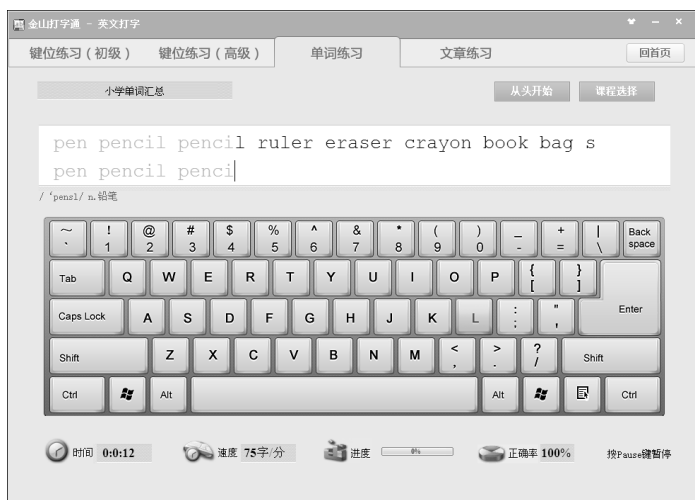 金山打字通 - 英文打字
键位练习（初级） 键位练习（高级） 单词练习 文章练习 回首页
小学单词汇总 从头开始 课程选择
pen pencil pencil ruler eraser crayon book bag s
pen pencil penci
/ 'pensl/ n.铅笔
~ ` ! 1 @ 2 # 3 $ 4 % 5 ^ 6 & 7 * 8 ( 9 ) 0 _ - + = | \ Back space
Tab Q W E R T Y U I O P { [ } ]
Caps Lock A S D F G H J K L : ; " ' Enter
Shift Z X C V B N M < , > . ? / Shift
Ctrl Alt Alt Ctrl
时间 0:0:12 速度 75字/分 进度 0% 正确率 100% 按Pause键暂停